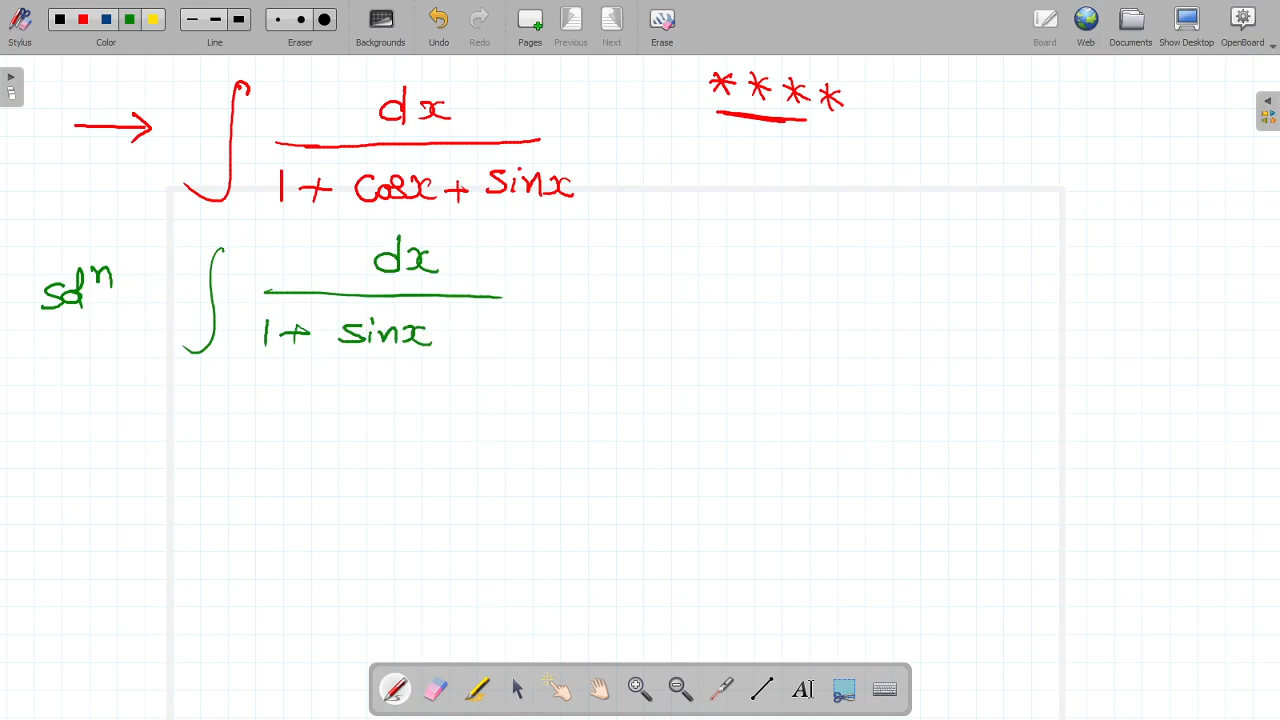 Stylus Color Line Eraser Backgrounds Undo Redo Pages Previous Next Erase Board Web Documents Show Desktop OpenBoard
→ ∫ dx / (1 + cosx + sinx) ****
solⁿ ∫ dx / (1 + sinx)